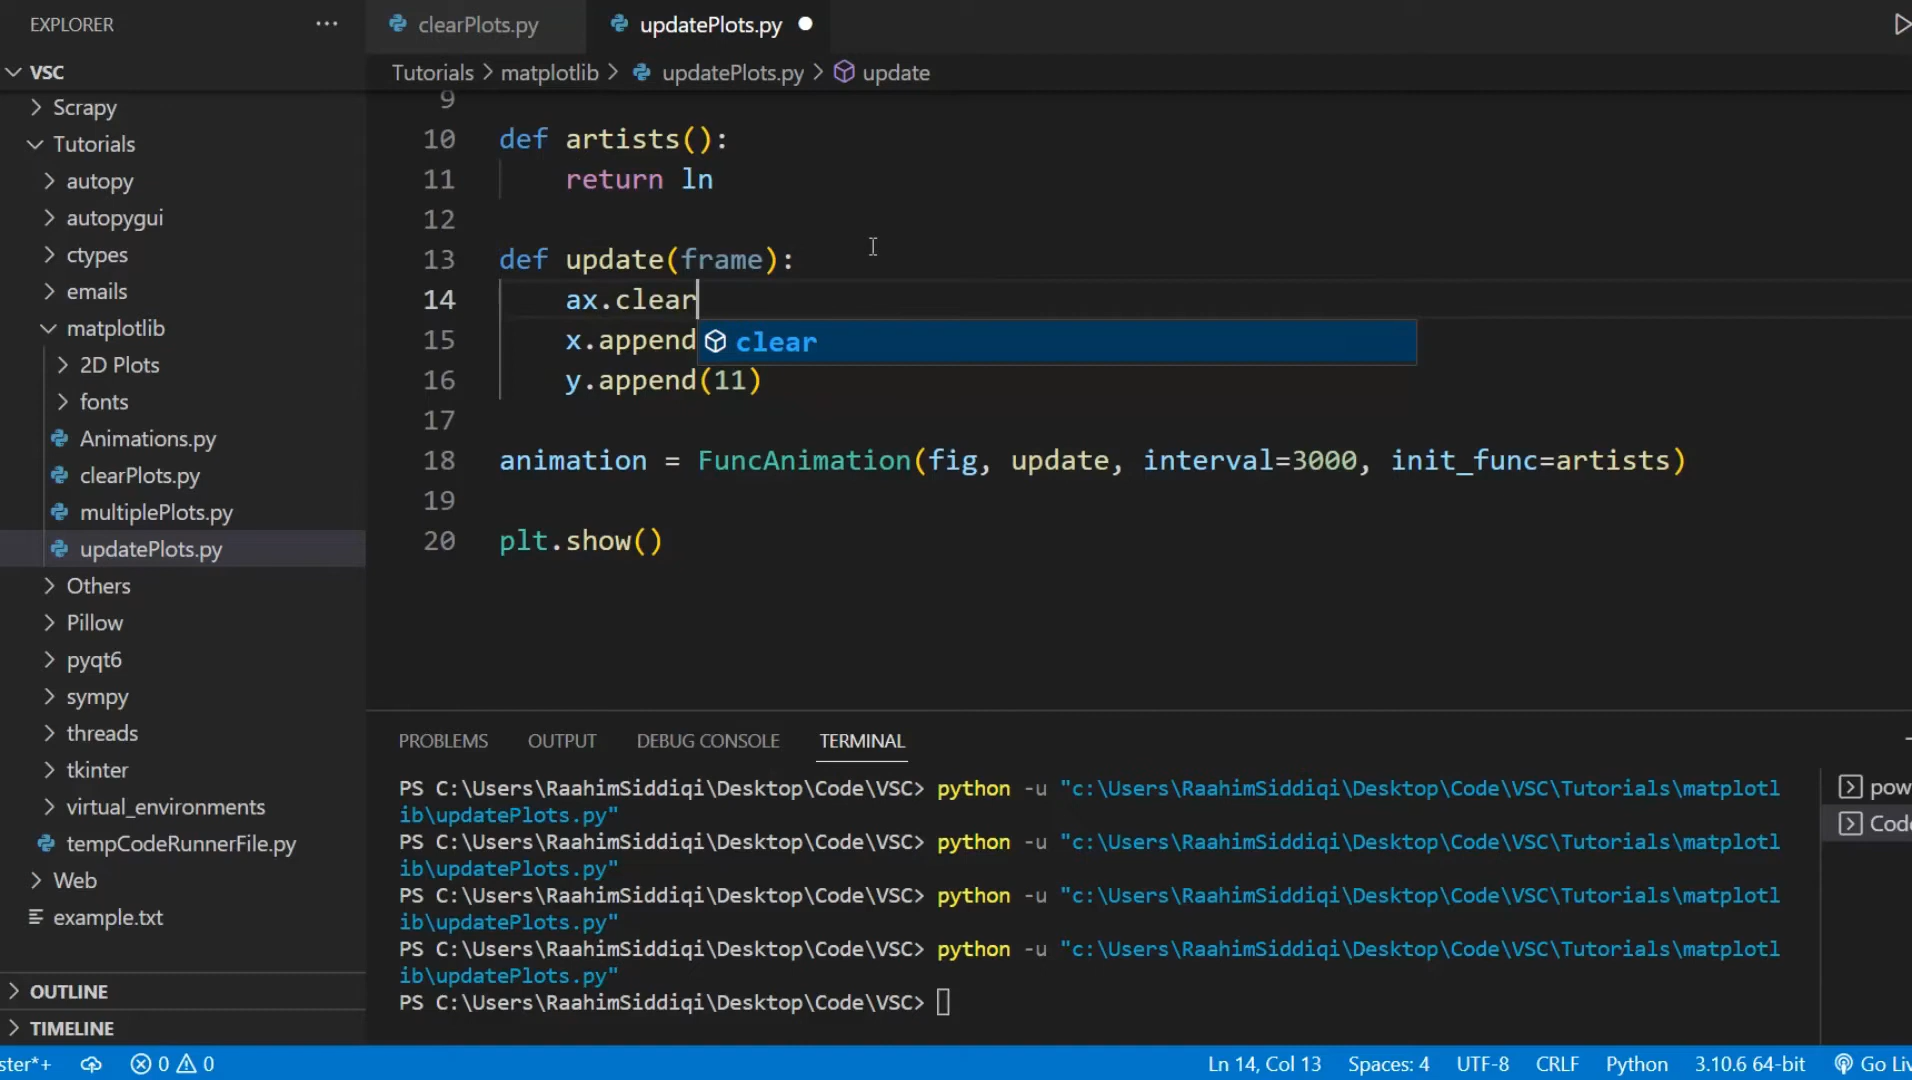 EXPLORER ···
clearPlots.py
updatePlots.py
VSC
Tutorials > matplotlib > updatePlots.py > update
Scrapy
Tutorials
autopy
autopygui
ctypes
emails
matplotlib
2D Plots
fonts
Animations.py
clearPlots.py
multiplePlots.py
updatePlots.py
Others
Pillow
pyqt6
sympy
threads
tkinter
virtual_environments
tempCodeRunnerFile.py
Web
example.txt
OUTLINE
TIMELINE
9
10 def artists():
11 return ln
12
13 def update(frame):
14 ax.clear
15 x.append
clear
16 y.append(11)
17
18 animation = FuncAnimation(fig, update, interval=3000, init_func=artists)
19
20 plt.show()
PROBLEMS OUTPUT DEBUG CONSOLE TERMINAL
PS C:\Users\RaahimSiddiqi\Desktop\Code\VSC> python -u "c:\Users\RaahimSiddiqi\Desktop\Code\VSC\Tutorials\matplotl
ib\updatePlots.py"
PS C:\Users\RaahimSiddiqi\Desktop\Code\VSC> python -u "c:\Users\RaahimSiddiqi\Desktop\Code\VSC\Tutorials\matplotl
ib\updatePlots.py"
PS C:\Users\RaahimSiddiqi\Desktop\Code\VSC> python -u "c:\Users\RaahimSiddiqi\Desktop\Code\VSC\Tutorials\matplotl
ib\updatePlots.py"
PS C:\Users\RaahimSiddiqi\Desktop\Code\VSC> python -u "c:\Users\RaahimSiddiqi\Desktop\Code\VSC\Tutorials\matplotl
ib\updatePlots.py"
PS C:\Users\RaahimSiddiqi\Desktop\Code\VSC>
pow
Code
ster*+ 0 0 Ln 14, Col 13 Spaces: 4 UTF-8 CRLF Python 3.10.6 64-bit Go Liv